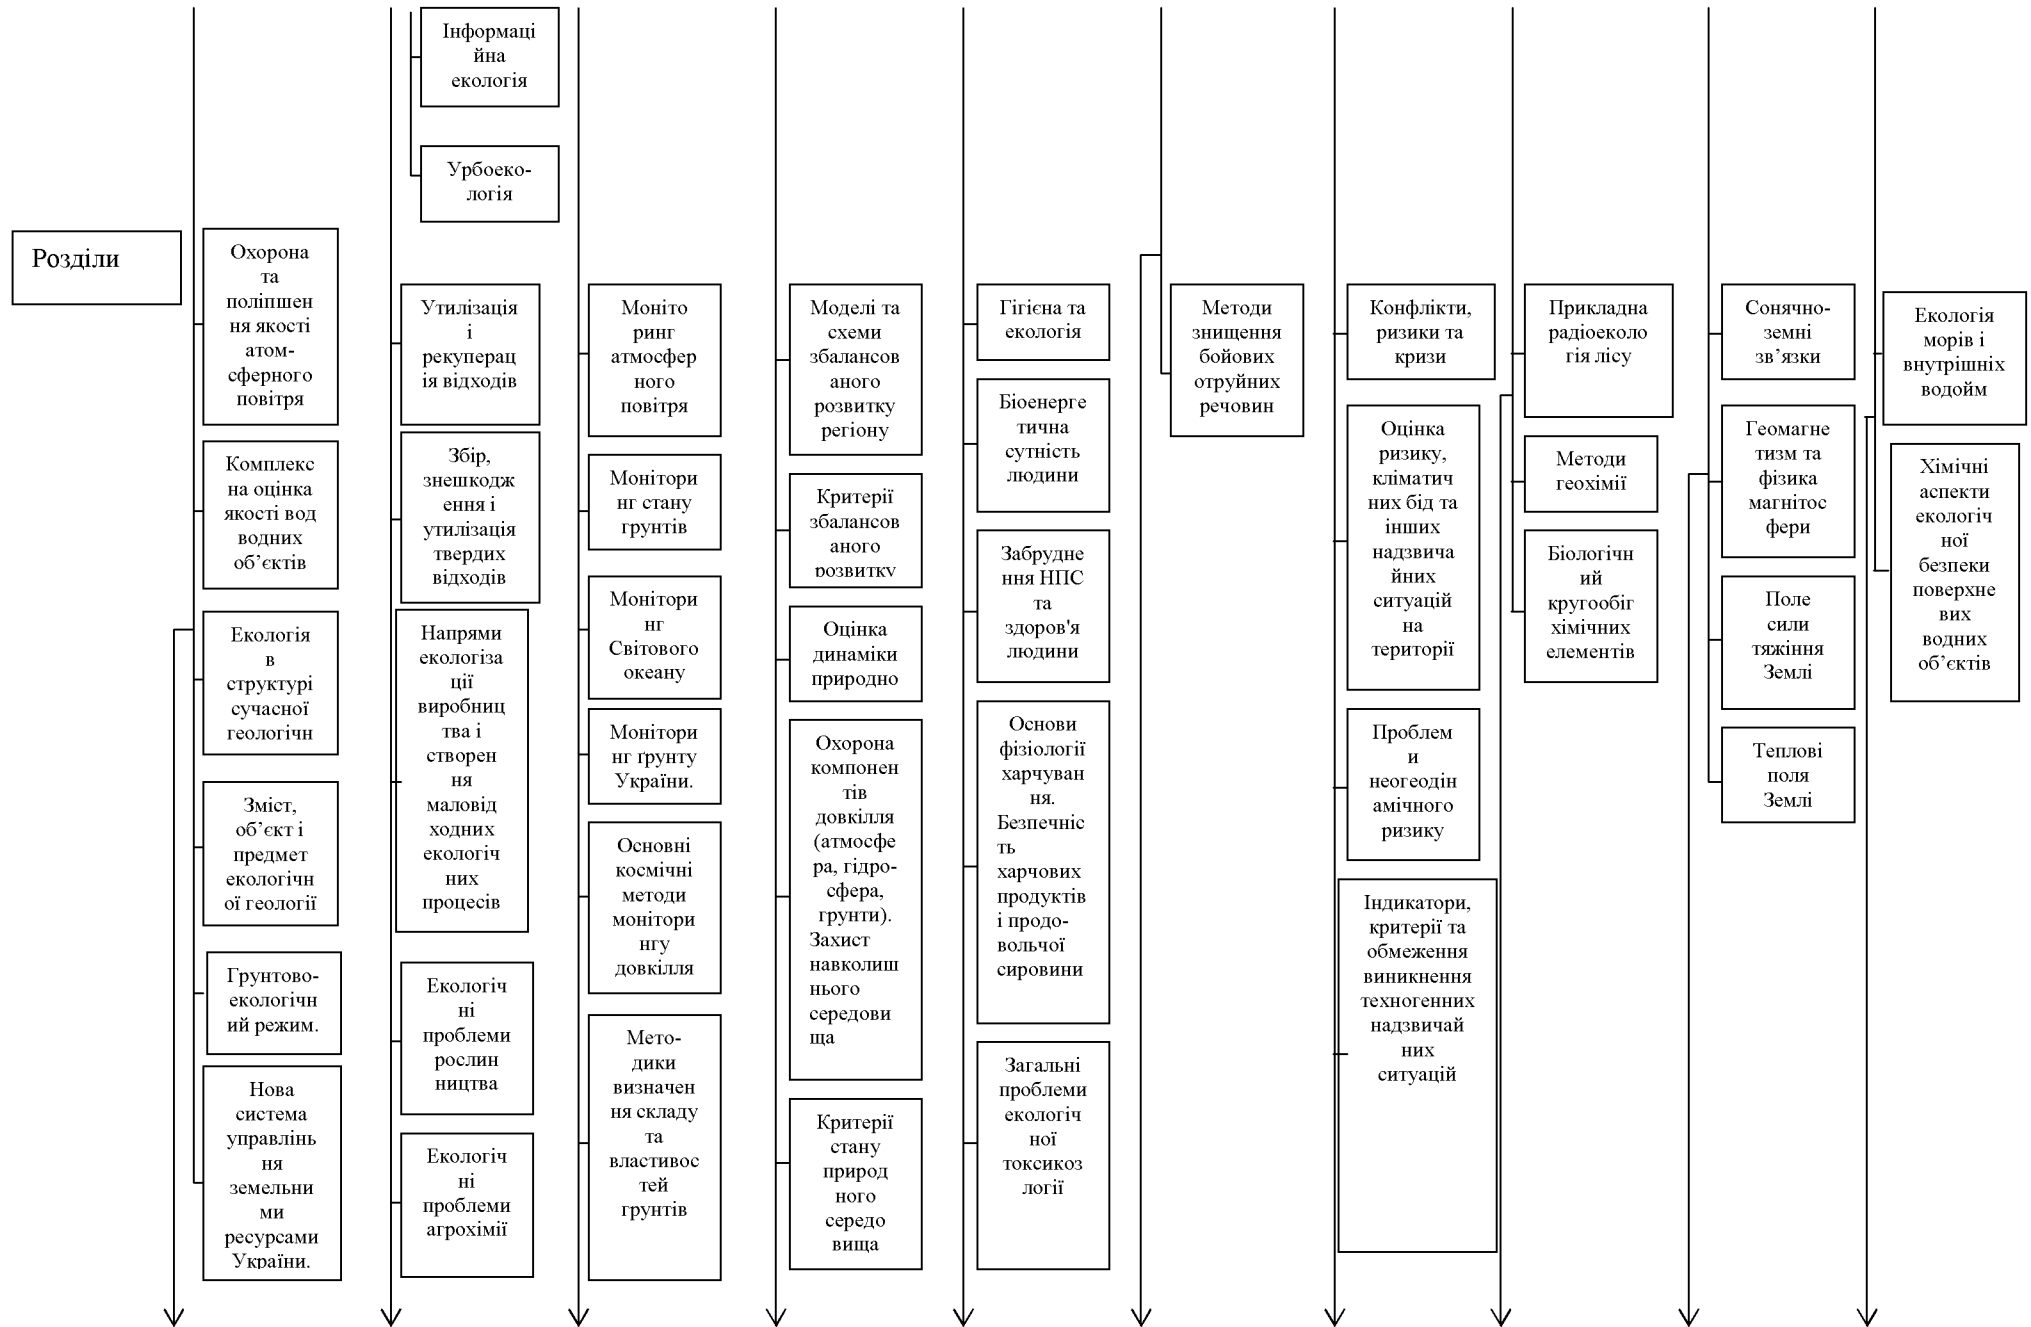 Інформаці
йна
екологія
Урбоеко-
логія
Розділи
Охорона
та
поліпшен
ня якості
атом-
сферного
повітря
Комплекс
на оцінка
якості вод
водних
об’єктів
Екологія
в
структурі
сучасної
геологічн
Зміст,
об’єкт і
предмет
екологічн
ої геології
Грунтово-
екологічн
ий режим.
Нова
система
управлінь
ня
земельни
ми
ресурсами
України.
Утилізація
і
рекуперац
ія відходів
Збір,
знешкодж
ення і
утилізація
твердих
відходів
Напрями
екологіза
ції
виробниц
тва і
створен
ня
маловід
ходних
екологіч
них
процесів
Екологіч
ні
проблеми
рослин
ництва
Екологіч
ні
проблеми
агрохімії
Моніто
ринг
атмосфер
ного
повітря
Монітори
нг стану
грунтів
Монітори
нг
Світового
океану
Монітори
нг ґрунту
України.
Основні
космічні
методи
монітори
нгу
довкілля
Мето-
дики
визначен
ня складу
та
властивос
тей
грунтів
Моделі та
схеми
збалансов
аного
розвитку
регіону
Критерії
збалансов
аного
розвитку
Оцінка
динаміки
природно
Охорона
компонен
тів
довкілля
(атмосфе
ра, гідро-
сфера,
грунти).
Захист
навколиш
нього
середови
ща
Критерії
стану
природ
ного
середо
вища
Гігієна та
екологія
Біоенерге
тична
сутність
людини
Забрудне
ння НПС
та
здоров'я
людини
Основи
фізіології
харчуван
ня.
Безпечніс
ть
харчових
продуктів
і продо-
вольчої
сировини
Загальні
проблеми
екологіч
ної
токсикоз
логії
Методи
знищення
бойових
отруйних
речовин
Конфлікти,
ризики та
кризи
Оцінка
ризику,
кліматич
них бід та
інших
надзвича
йних
ситуацій
на
території
Проблем
и
неогеодін
амічного
ризику
Індикатори,
критерії та
обмеження
виникнення
техногенних
надзвичай
них
ситуацій
Прикладна
радіоеколо
гія лісу
Методи
геохімії
Біологічн
ий
кругообіг
хімічних
елементів
Сонячно-
земні
зв’язки
Геомагне
тизм та
фізика
магнітос
фери
Поле
сили
тяжіння
Землі
Теплові
поля
Землі
Екологія
морів і
внутрішніх
водойм
Хімічні
аспекти
екологіч
ної
безпеки
поверхне
вих
водних
об’єктів